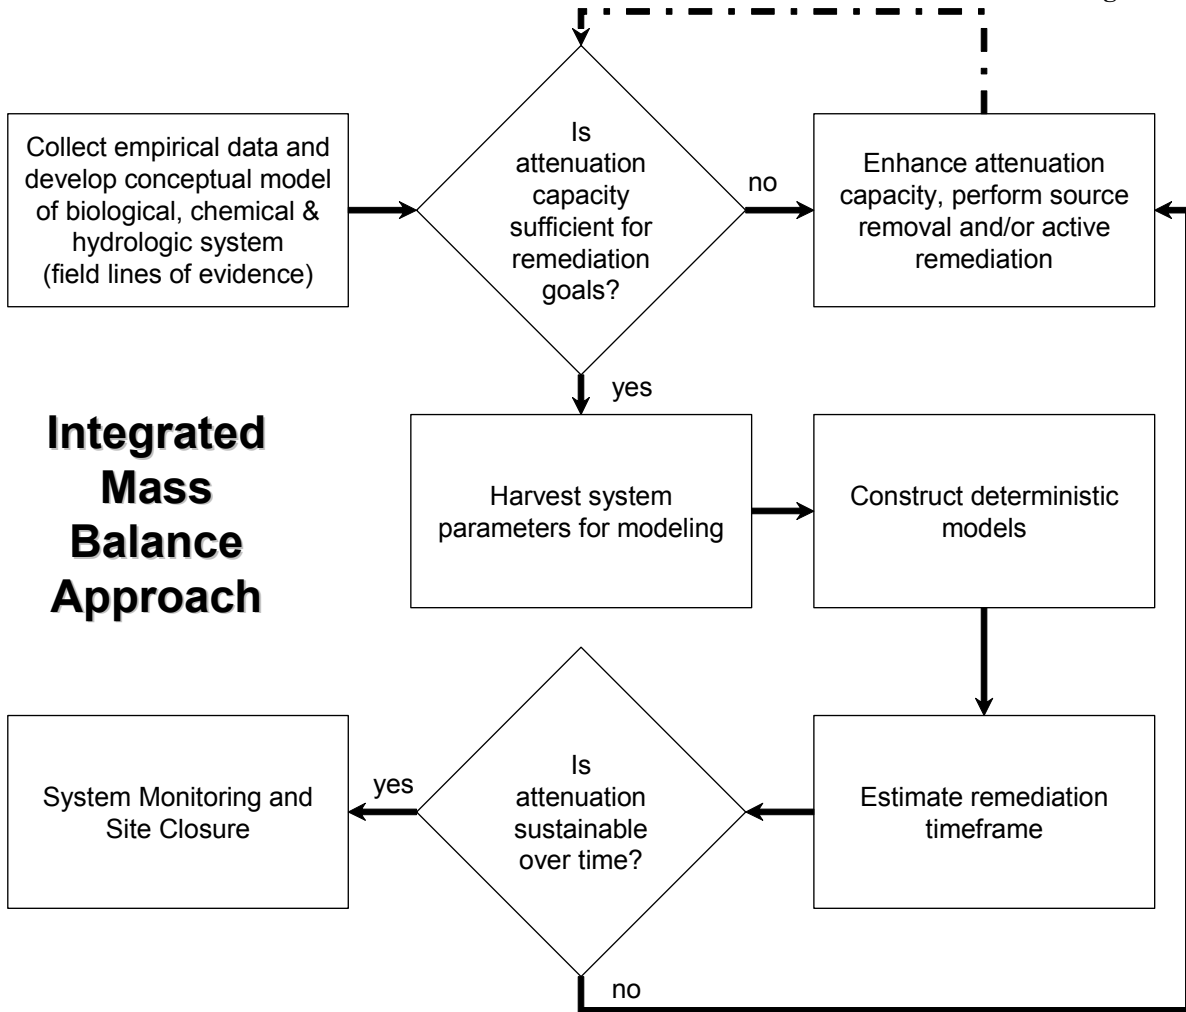 Collect empirical data and
develop conceptual model
of biological, chemical &
hydrologic system
(field lines of evidence)
Is
attenuation
capacity
sufficient for
remediation
goals?
no
Enhance attenuation
capacity, perform source
removal and/or active
remediation
yes
Integrated
Mass
Balance
Approach
Harvest system
parameters for modeling
Construct deterministic
models
System Monitoring and
Site Closure
yes
Is
attenuation
sustainable
over time?
Estimate remediation
timeframe
no